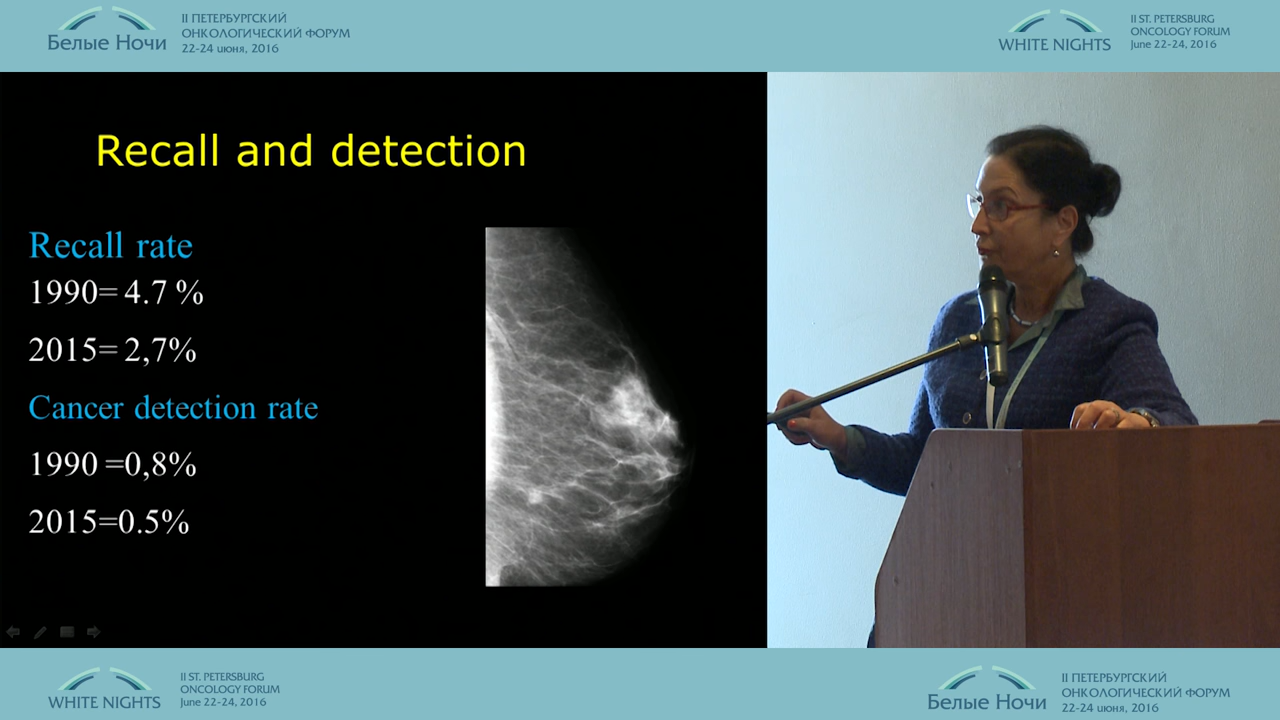 Белые Ночи
II ПЕТЕРБУРГСКИЙ
ОНКОЛОГИЧЕСКИЙ ФОРУМ
22-24 июня, 2016
WHITE NIGHTS
II ST. PETERSBURG
ONCOLOGY FORUM
June 22-24, 2016
Recall and detection
Recall rate
1990= 4.7 %
2015= 2,7%
Cancer detection rate
1990 =0,8%
2015=0.5%
WHITE NIGHTS
II ST. PETERSBURG
ONCOLOGY FORUM
June 22-24, 2016
Белые Ночи
II ПЕТЕРБУРГСКИЙ
ОНКОЛОГИЧЕСКИЙ ФОРУМ
22-24 июня, 2016